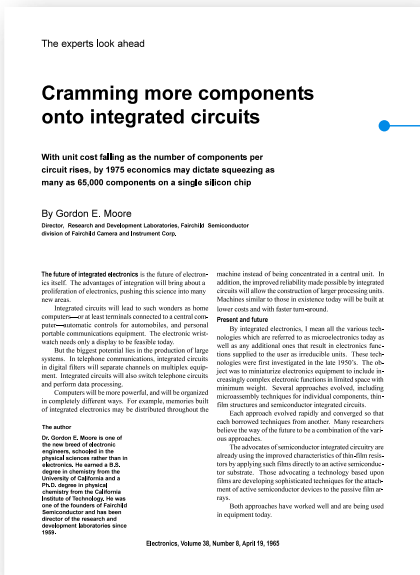 The experts look ahead
Cramming more components
onto integrated circuits
With unit cost falling as the number of components per
circuit rises, by 1975 economics may dictate squeezing as
many as 65,000 components on a single silicon chip
By Gordon E. Moore
Director, Research and Development Laboratories, Fairchild Semiconductor
division of Fairchild Camera and Instrument Corp.
The future of integrated electronics is the future of electron-
ics itself. The advantages of integration will bring about a
proliferation of electronics, pushing this science into many
new areas.
Integrated circuits will lead to such wonders as home
computers—or at least terminals connected to a central com-
puter—automatic controls for automobiles, and personal
portable communications equipment. The electronic wrist-
watch needs only a display to be feasible today.
But the biggest potential lies in the production of large
systems. In telephone communications, integrated circuits
in digital filters will separate channels on multiplex equip-
ment. Integrated circuits will also switch telephone circuits
and perform data processing.
Computers will be more powerful, and will be organized
in completely different ways. For example, memories built
of integrated electronics may be distributed throughout the
The author
Dr. Gordon E. Moore is one of
the new breed of electronic
engineers, schooled in the
physical sciences rather than in
electronics. He earned a B.S.
degree in chemistry from the
University of California and a
Ph.D. degree in physical
chemistry from the California
Institute of Technology. He was
one of the founders of Fairchild
Semiconductor and has been
director of the research and
development laboratories since
1959.
machine instead of being concentrated in a central unit. In
addition, the improved reliability made possible by integrated
circuits will allow the construction of larger processing units.
Machines similar to those in existence today will be built at
lower costs and with faster turn-around.
Present and future
By integrated electronics, I mean all the various tech-
nologies which are referred to as microelectronics today as
well as any additional ones that result in electronics func-
tions supplied to the user as irreducible units. These tech-
nologies were first investigated in the late 1950's. The ob-
ject was to miniaturize electronics equipment to include in-
creasingly complex electronic functions in limited space with
minimum weight. Several approaches evolved, including
microassembly techniques for individual components, thin-
film structures and semiconductor integrated circuits.
Each approach evolved rapidly and converged so that
each borrowed techniques from another. Many researchers
believe the way of the future to be a combination of the vari-
ous approaches.
The advocates of semiconductor integrated circuitry are
already using the improved characteristics of thin-film resis-
tors by applying such films directly to an active semiconduc-
tor substrate. Those advocating a technology based upon
films are developing sophisticated techniques for the attach-
ment of active semiconductor devices to the passive film ar-
rays.
Both approaches have worked well and are being used
in equipment today.
Electronics, Volume 38, Number 8, April 19, 1965